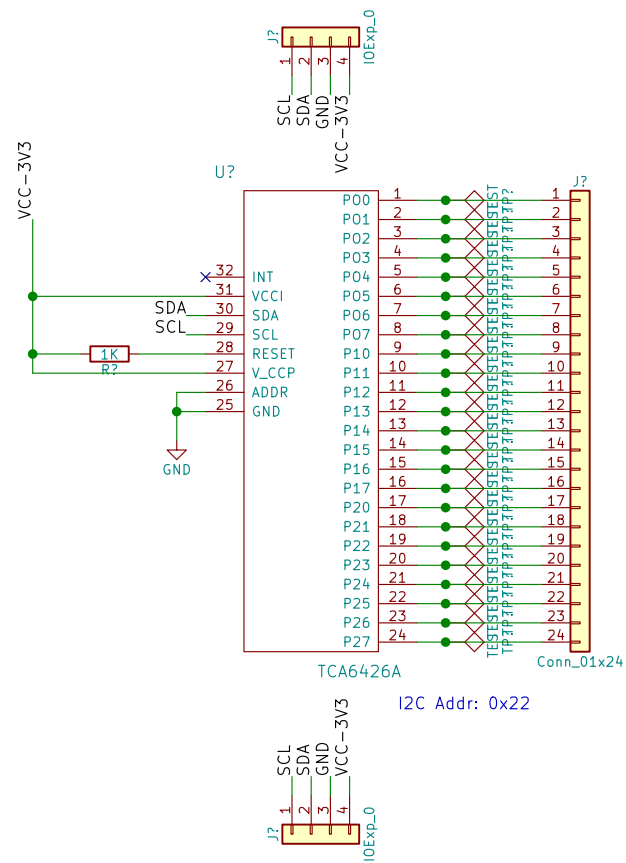 J?
IOExp_0
1
2
3
4
SCL
SDA
GND
VCC-3V3
VCC-3V3
U?
J?
32 INT
31 VCCI
SDA 30 SDA
SCL 29 SCL
1K 28 RESET
R? 27 V_CCP
26 ADDR
25 GND
GND
P00 1 TEST TP? 1
P01 2 2
P02 3 3
P03 4 4
P04 5 5
P05 6 6
P06 7 7
P07 8 8
P10 9 9
P11 10 10
P12 11 11
P13 12 12
P14 13 13
P15 14 14
P16 15 15
P17 16 16
P20 17 17
P21 18 18
P22 19 19
P23 20 20
P24 21 21
P25 22 22
P26 23 23
P27 24 24
TCA6426A
Conn_01x24
I2C Addr: 0x22
SCL
SDA
GND
VCC-3V3
1
2
3
4
J?
IOExp_0